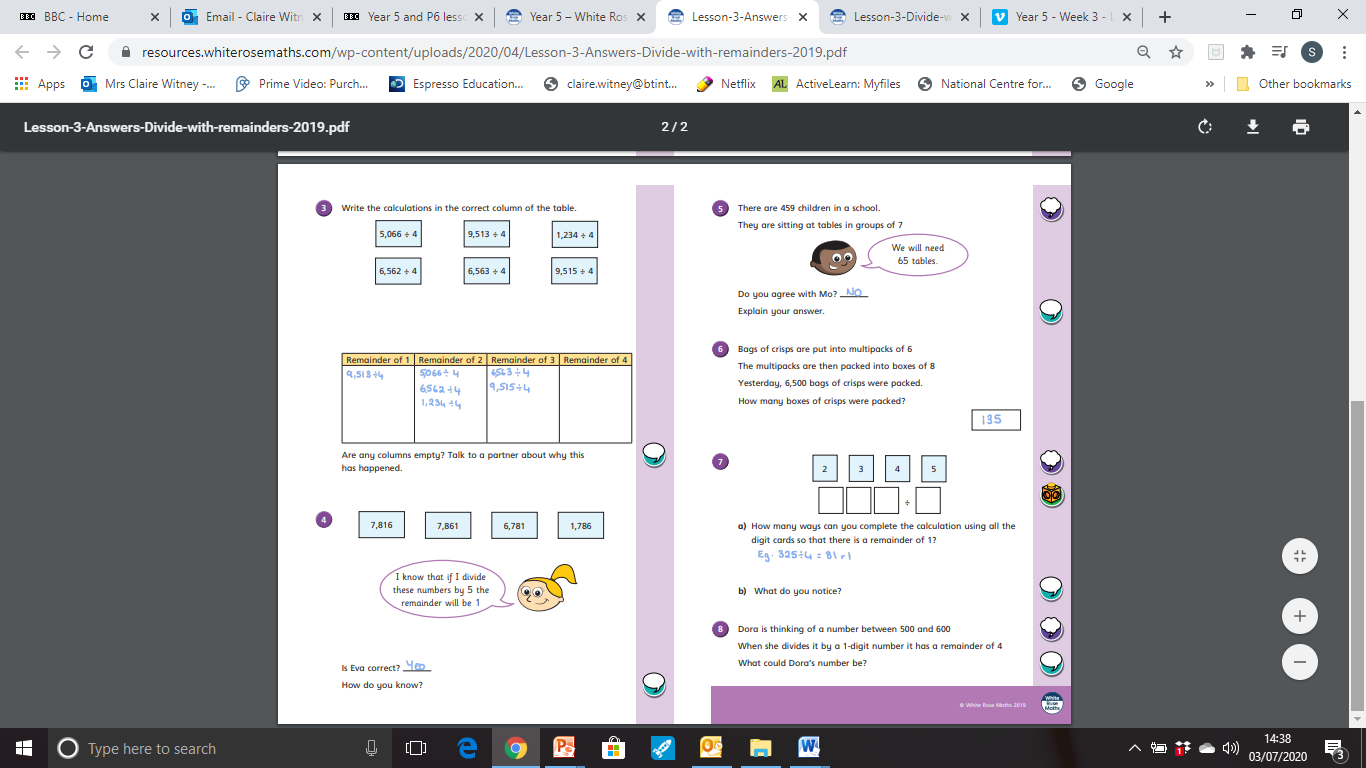 BBC - Home
Email - Claire Witn
Year 5 and P6 less
Year 5 – White Ros
Lesson-3-Answers
Lesson-3-Divide-w
Year 5 - Week 3 - L
resources.whiterosemaths.com/wp-content/uploads/2020/04/Lesson-3-Answers-Divide-with-remainders-2019.pdf
S
Apps
Mrs Claire Witney -...
Prime Video: Purch...
Espresso Education...
claire.witney@btint...
Netflix
ActiveLearn: Myfiles
National Centre for...
Google
»
Other bookmarks
Lesson-3-Answers-Divide-with-remainders-2019.pdf
2 / 2
3 Write the calculations in the correct column of the table.
5,066 ÷ 4
9,513 ÷ 4
1,234 ÷ 4
6,562 ÷ 4
6,563 ÷ 4
9,515 ÷ 4
Remainder of 1 Remainder of 2 Remainder of 3 Remainder of 4
9,513÷4 5,066÷ 4 6,563÷4
6,562÷4 9,515÷4
1,234÷4
Are any columns empty? Talk to a partner about why this
has happened.
4
7,816
7,861
6,781
1,786
I know that if I divide
these numbers by 5 the
remainder will be 1
Is Eva correct? Yes
How do you know?
5 There are 459 children in a school.
They are sitting at tables in groups of 7
We will need
65 tables.
Do you agree with Mo? NO
Explain your answer.
6 Bags of crisps are put into multipacks of 6
The multipacks are then packed into boxes of 8
Yesterday, 6,500 bags of crisps were packed.
How many boxes of crisps were packed?
135
7
2 3 4 5
÷
a) How many ways can you complete the calculation using all the
digit cards so that there is a remainder of 1?
Eg. 325÷4 = 81 r1
b) What do you notice?
8 Dora is thinking of a number between 500 and 600
When she divides it by a 1-digit number it has a remainder of 4
What could Dora's number be?
© White Rose Maths 2019
White
Rose
Maths
Type here to search
14:38
03/07/2020
3